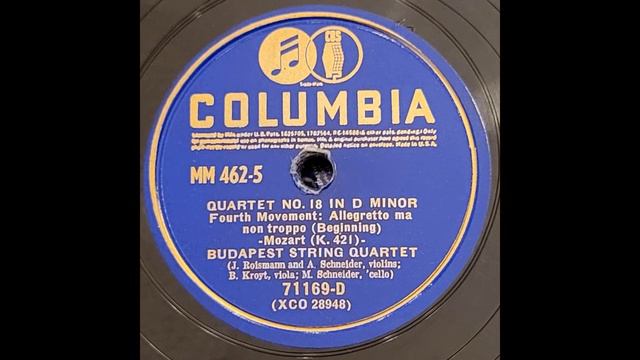 CBS
COLUMBIA
MM 462-5
QUARTET NO. 18 IN D MINOR
Fourth Movement: Allegretto ma
non troppo (Beginning)
-Mozart (K. 421)-
BUDAPEST STRING QUARTET
(J. Roismann and A. Schneider, violins;
B. Kroyt, viola; M. Schneider, 'cello)
71169-D
(XCO 28948)